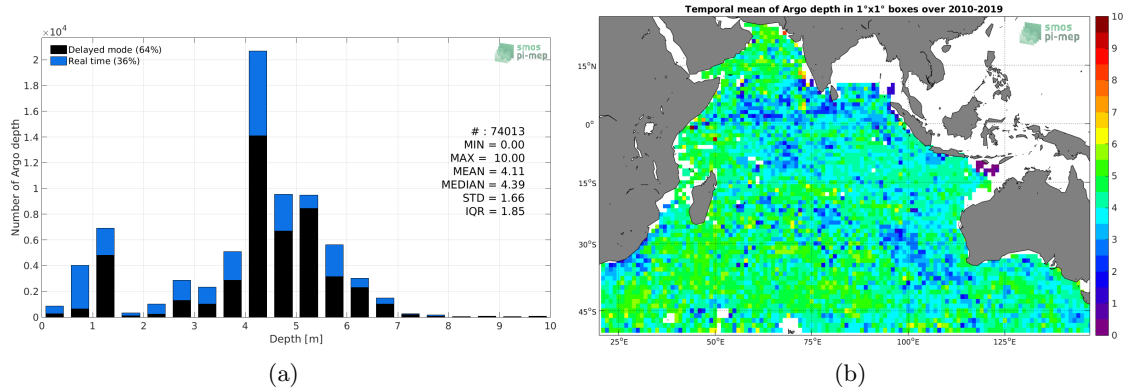 ×10⁴
Delayed mode (64%)
Real time (36%)
smos
pi-mep
# : 74013
MIN = 0.00
MAX = 10.00
MEAN = 4.11
MEDIAN = 4.39
STD = 1.66
IQR = 1.85
Number of Argo depth
2
1.8
1.6
1.4
1.2
1
0.8
0.6
0.4
0.2
0
0 1 2 3 4 5 6 7 8 9 10
Depth [m]
(a)
Temporal mean of Argo depth in 1°x1° boxes over 2010-2019
smos
pi-mep
15°N
0°
15°S
30°S
45°S
25°E 50°E 75°E 100°E 125°E
10
9
8
7
6
5
4
3
2
1
0
(b)